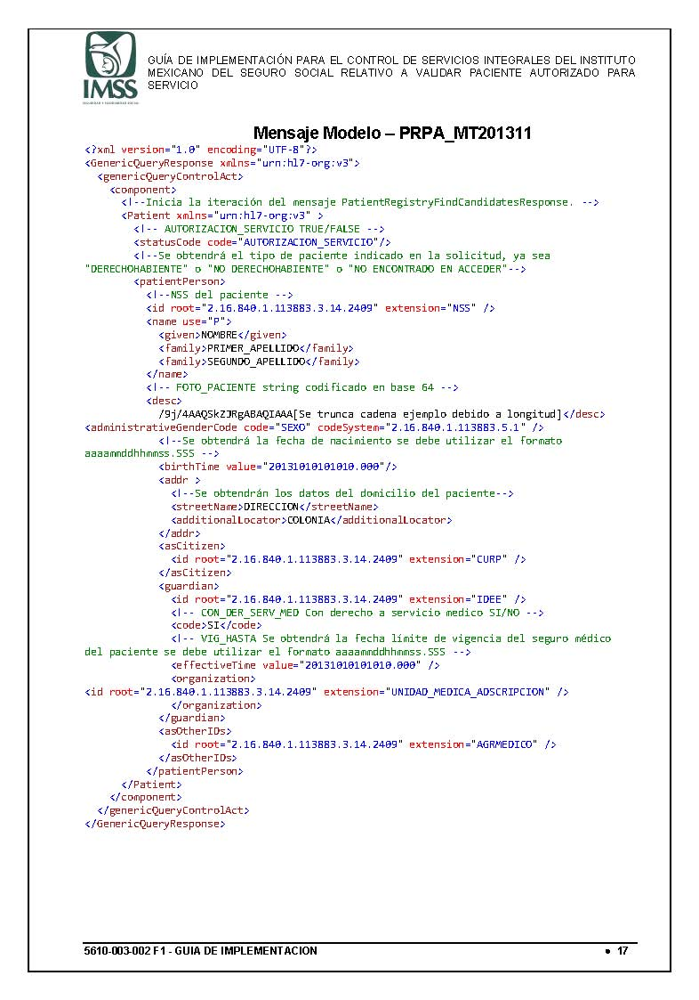 GUÍA DE IMPLEMENTACIÓN PARA EL CONTROL DE SERVICIOS INTEGRALES DEL INSTITUTO
MEXICANO DEL SEGURO SOCIAL RELATIVO A VALIDAR PACIENTE AUTORIZADO PARA
SERVICIO
IMSS
SEGURIDAD Y SOLIDARIDAD SOCIAL
Mensaje Modelo – PRPA_MT201311
<?xml version="1.0" encoding="UTF-8"?>
<GenericQueryResponse xmlns="urn:hl7-org:v3">
  <genericQueryControlAct>
    <component>
      <!--Inicia la iteración del mensaje PatientRegistryFindCandidatesResponse. -->
      <Patient xmlns="urn:hl7-org:v3" >
        <!-- AUTORIZACION_SERVICIO TRUE/FALSE -->
        <statusCode code="AUTORIZACION_SERVICIO"/>
        <!--Se obtendrá el tipo de paciente indicado en la solicitud, ya sea
"DERECHOHABIENTE" o "NO DERECHOHABIENTE" o "NO ENCONTRADO EN ACCEDER"-->
        <patientPerson>
          <!--NSS del paciente -->
          <id root="2.16.840.1.113883.3.14.2409" extension="NSS" />
          <name use="P">
            <given>NOMBRE</given>
            <family>PRIMER_APELLIDO</family>
            <family>SEGUNDO_APELLIDO</family>
          </name>
          <!-- FOTO_PACIENTE string codificado en base 64 -->
          <desc>
            /9j/4AAQSkZJRgABAQIAAA[Se trunca cadena ejemplo debido a longitud]</desc>
<administrativeGenderCode code="SEXO" codeSystem="2.16.840.1.113883.5.1" />
            <!--Se obtendrá la fecha de nacimiento se debe utilizar el formato
aaaammddhhmmss.SSS -->
            <birthTime value="20131010101010.000"/>
            <addr >
              <!--Se obtendrán los datos del domicilio del paciente-->
              <streetName>DIRECCION</streetName>
              <additionalLocator>COLONIA</additionalLocator>
            </addr>
            <asCitizen>
              <id root="2.16.840.1.113883.3.14.2409" extension="CURP" />
            </asCitizen>
            <guardian>
              <id root="2.16.840.1.113883.3.14.2409" extension="IDEE" />
              <!-- CON_DER_SERV_MED Con derecho a servicio medico SI/NO -->
              <code>SI</code>
              <!-- VIG_HASTA Se obtendrá la fecha límite de vigencia del seguro médico
del paciente se debe utilizar el formato aaaammddhhmmss.SSS -->
              <effectiveTime value="20131010101010.000" />
              <organization>
<id root="2.16.840.1.113883.3.14.2409" extension="UNIDAD_MEDICA_ADSCRIPCION" />
              </organization>
            </guardian>
            <asOtherIDs>
              <id root="2.16.840.1.113883.3.14.2409" extension="AGRMEDICO" />
            </asOtherIDs>
          </patientPerson>
      </Patient>
    </component>
  </genericQueryControlAct>
</GenericQueryResponse>
5610-003-002 F1 - GUIA DE IMPLEMENTACION
● 17